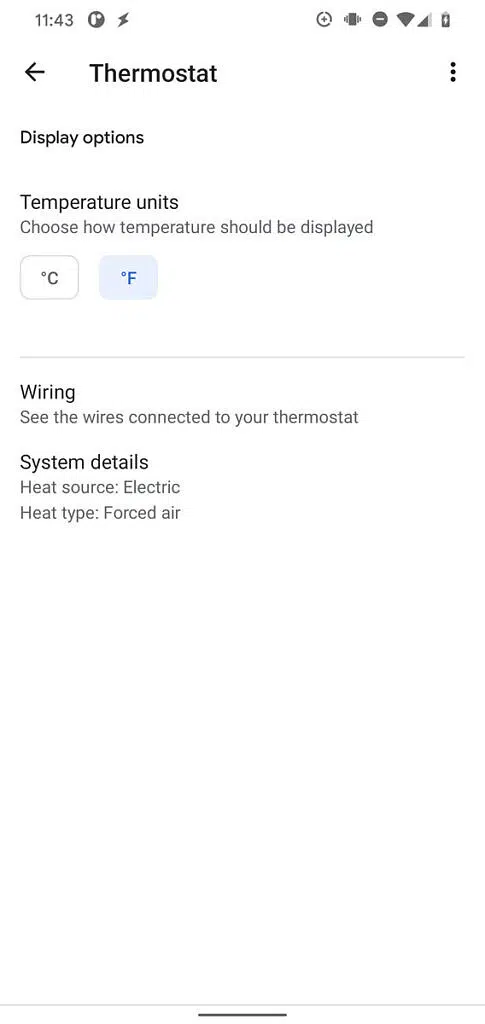 11:43
Thermostat
Display options
Temperature units
Choose how temperature should be displayed
°C
°F
Wiring
See the wires connected to your thermostat
System details
Heat source: Electric
Heat type: Forced air